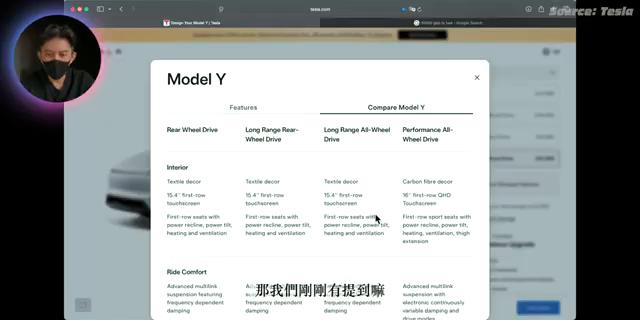 tesla.com
Source: Tesla
Design Your Model Y | Tesla
Model Y
Features
Compare Model Y
Rear Wheel Drive
Long Range Rear-
Wheel Drive
Long Range All-Wheel
Drive
Performance All-
Wheel Drive
Interior
Textile decor
Textile decor
Textile decor
Carbon fibre decor
15.4" first-row
touchscreen
15.4" first-row
touchscreen
15.4" first-row
touchscreen
16" first-row QHD
Touchscreen
First-row seats with
power recline, power tilt,
heating and ventilation
First-row seats with
power recline, power tilt,
heating and ventilation
First-row seats with
power recline, power tilt,
heating and ventilation
First-row sport seats with
power recline, power tilt,
heating, ventilation, thigh
extension
Ride Comfort
Advanced multilink
suspension featuring
frequency dependent
damping
Advanced
frequency dependent
damping
frequency dependent
damping
Advanced multilink
suspension with
electronic continuously
variable damping and
drive modes
那我們剛剛有提到嘛